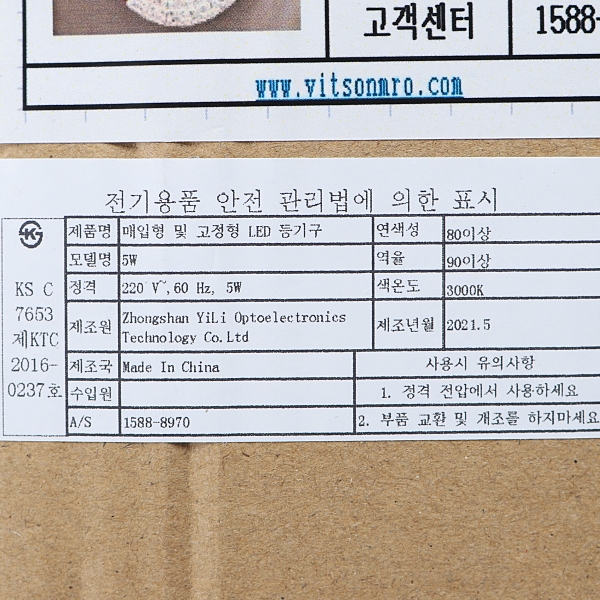 고객센터 1588-
www.vitsonmro.com
전기용품 안전 관리법에 의한 표시
KS C
7653
제KTC
2016-
0237호
제품명 매입형 및 고정형 LED 등기구 연색성 80이상
모델명 5W 역율 90이상
정격 220 V~,60 Hz, 5W 색온도 3000K
제조원 Zhongshan YiLi Optoelectronics
Technology Co.Ltd 제조년월 2021.5
제조국 Made In China 사용시 유의사항
수입원 1. 정격 전압에서 사용하세요
A/S 1588-8970 2. 부품 교환 및 개조를 하지마세요